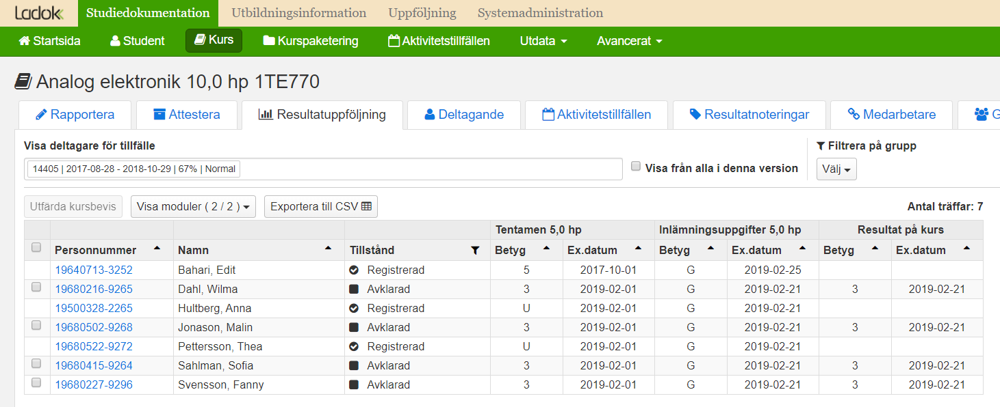 Ladok Studiedokumentation Utbildningsinformation Uppföljning Systemadministration
Startsida Student Kurs Kurspaketering Aktivitetstillfällen Utdata Avancerat
Analog elektronik 10,0 hp 1TE770
Rapportera Attestera Resultatuppföljning Deltagande Aktivitetstillfällen Resultatnoteringar Medarbetare G
Visa deltagare för tillfälle Filtrera på grupp
14405 | 2017-08-28 - 2018-10-29 | 67% | Normal Visa från alla i denna version Välj
Utfärda kursbevis Visa moduler ( 2 / 2 ) Exportera till CSV Antal träffar: 7
Tentamen 5,0 hp Inlämningsuppgifter 5,0 hp Resultat på kurs
Personnummer Namn Tillstånd Betyg Ex.datum Betyg Ex.datum Betyg Ex.datum
19640713-3252 Bahari, Edit Registrerad 5 2017-10-01 G 2019-02-25
19680216-9265 Dahl, Wilma Avklarad 3 2019-02-01 G 2019-02-21 3 2019-02-21
19500328-2265 Hultberg, Anna Registrerad U 2019-02-01 G 2019-02-21
19680502-9268 Jonason, Malin Avklarad 3 2019-02-01 G 2019-02-21 3 2019-02-21
19680522-9272 Pettersson, Thea Registrerad U 2019-02-01 G 2019-02-21
19680415-9264 Sahlman, Sofia Avklarad 3 2019-02-01 G 2019-02-21 3 2019-02-21
19680227-9296 Svensson, Fanny Avklarad 3 2019-02-01 G 2019-02-21 3 2019-02-21